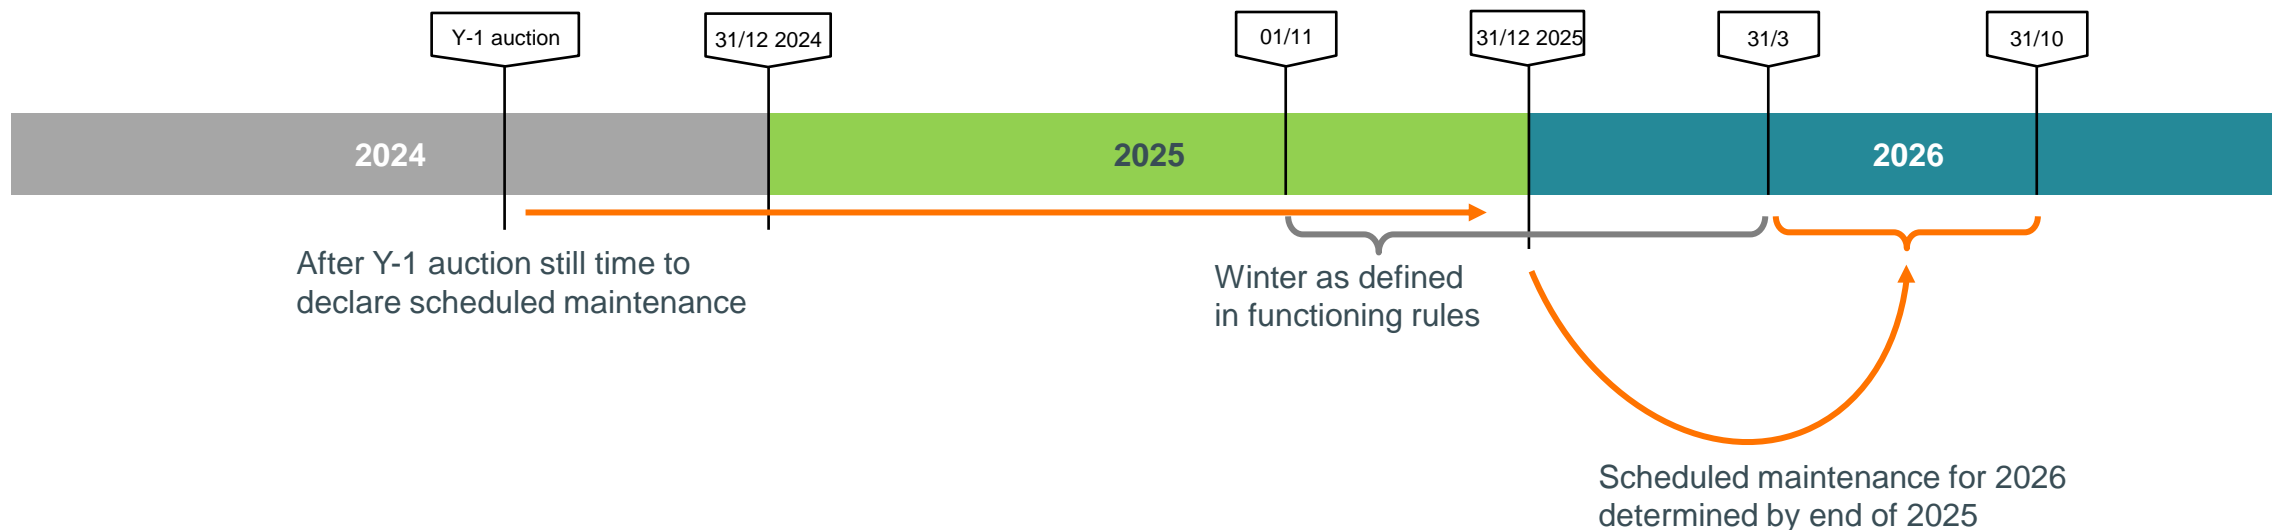 Y-1 auction
31/12 2024
01/11
31/12 2025
31/3
31/10
2024
2025
2026
After Y-1 auction still time to
declare scheduled maintenance
Winter as defined
in functioning rules
Scheduled maintenance for 2026
determined by end of 2025